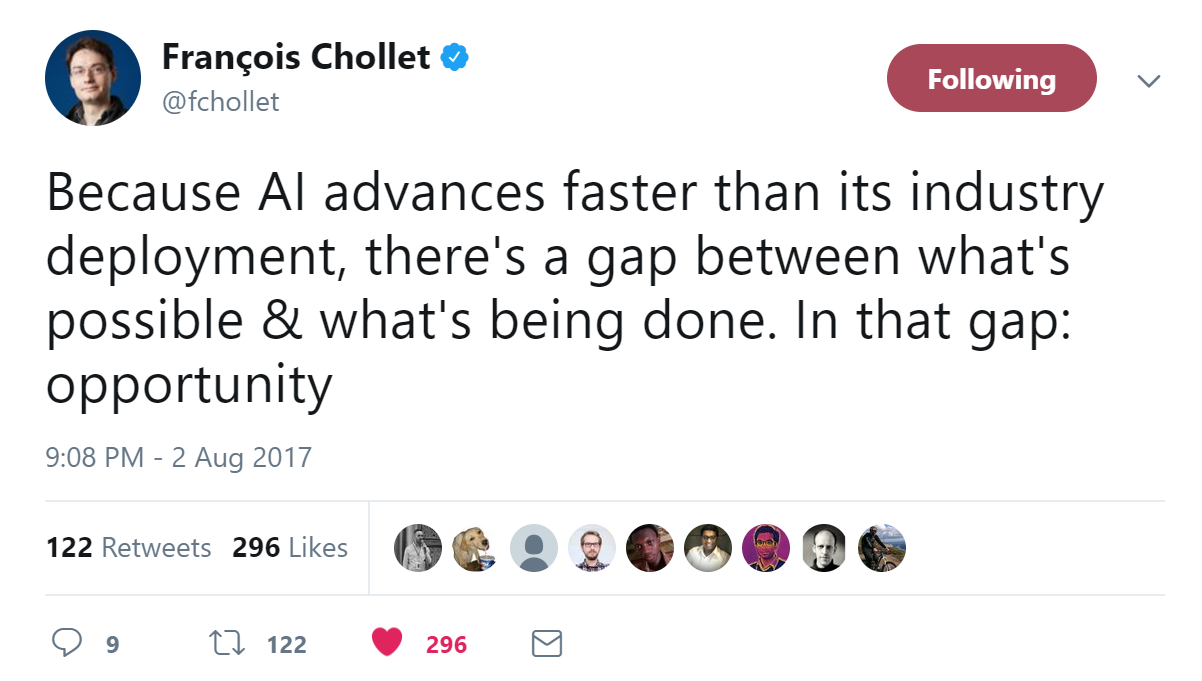 François Chollet
@fchollet
Following
Because AI advances faster than its industry
deployment, there's a gap between what's
possible & what's being done. In that gap:
opportunity
9:08 PM - 2 Aug 2017
122 Retweets 296 Likes
9 122 296